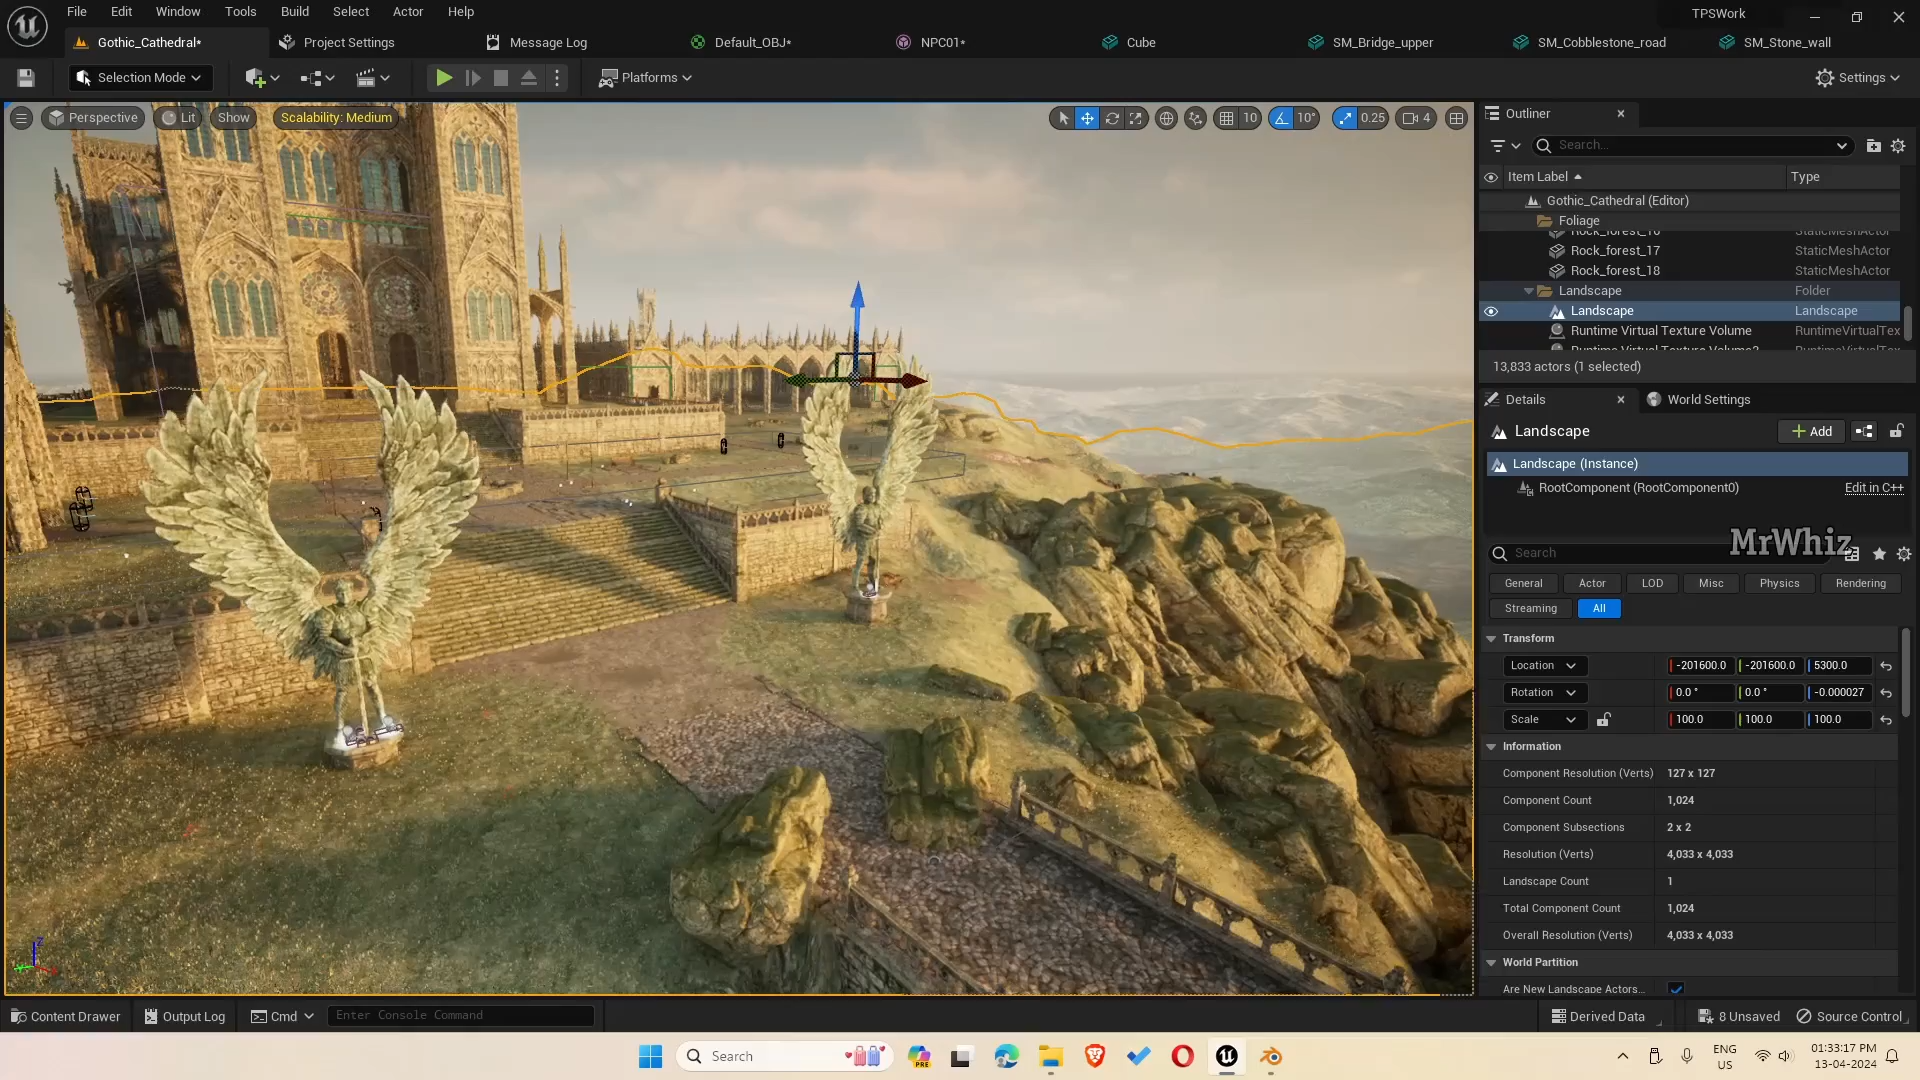 File Edit Window Tools Build Select Actor Help
TPSWork
Gothic_Cathedral*
Project Settings
Message Log
Default_OBJ*
NPC01*
Cube
SM_Bridge_upper
SM_Cobblestone_road
SM_Stone_wall
Selection Mode
Platforms
Settings
Perspective
Lit
Show
Scalability: Medium
10
10°
0.25
4
Outliner
Search...
Item Label
Type
Gothic_Cathedral (Editor)
Foliage
Rock_forest_16 StaticMeshActor
Rock_forest_17 StaticMeshActor
Rock_forest_18 StaticMeshActor
Landscape Folder
Landscape Landscape
Runtime Virtual Texture Volume RuntimeVirtualTex
Runtime Virtual Texture Volume2 RuntimeVirtualTex
13,833 actors (1 selected)
Details
World Settings
Landscape
Add
Landscape (Instance)
RootComponent (RootComponent0)
Edit in C++
MrWhiz
Search
General Actor LOD Misc Physics Rendering
Streaming All
Transform
Location -201600.0 -201600.0 5300.0
Rotation 0.0 ° 0.0 ° -0.000027
Scale 100.0 100.0 100.0
Information
Component Resolution (Verts) 127 x 127
Component Count 1,024
Component Subsections 2 x 2
Resolution (Verts) 4,033 x 4,033
Landscape Count 1
Total Component Count 1,024
Overall Resolution (Verts) 4,033 x 4,033
World Partition
Are New Landscape Actors...
Z
Content Drawer
Output Log
Cmd
Enter Console Command
Derived Data
8 Unsaved
Source Control
Search
PRE
ENG
US
01:33:17 PM
13-04-2024